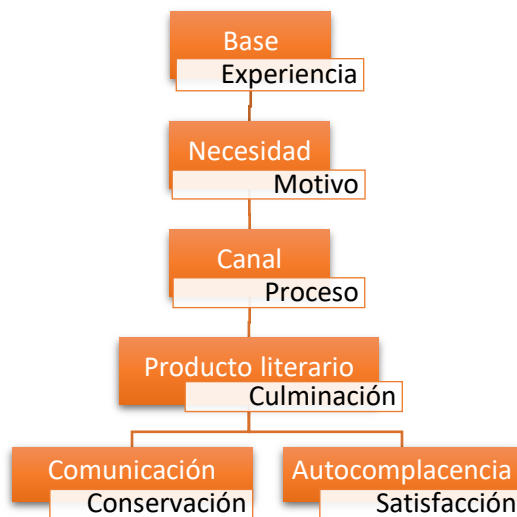 Base
Experiencia
Necesidad
Motivo
Canal
Proceso
Producto literario
Culminación
Comunicación
Conservación
Autocomplacencia
Satisfacción